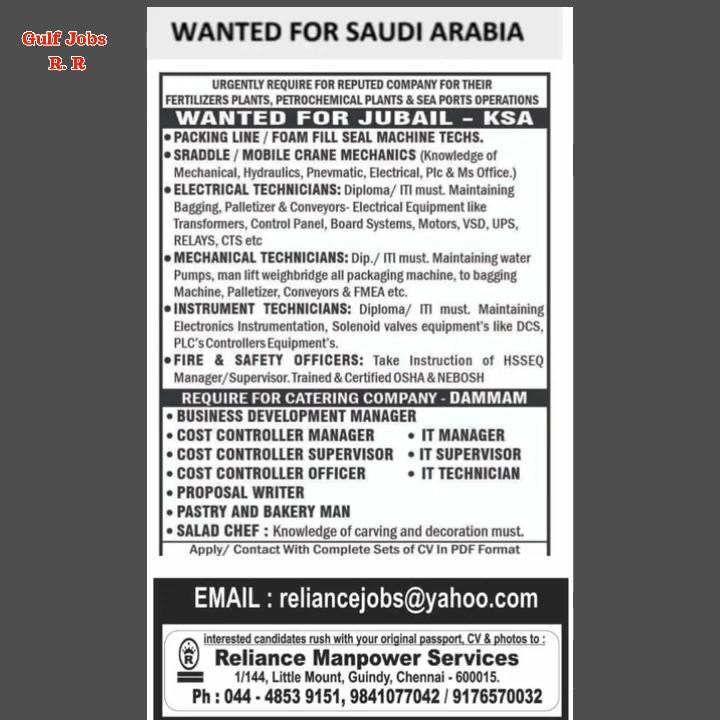 Gulf Jobs
R. R
WANTED FOR SAUDI ARABIA
URGENTLY REQUIRE FOR REPUTED COMPANY FOR THEIR
FERTILIZERS PLANTS, PETROCHEMICAL PLANTS & SEA PORTS OPERATIONS
WANTED FOR JUBAIL - KSA
• PACKING LINE / FOAM FILL SEAL MACHINE TECHS.
• SRADDLE / MOBILE CRANE MECHANICS (Knowledge of
Mechanical, Hydraulics, Pnevmatic, Electrical, Plc & Ms Office.)
• ELECTRICAL TECHNICIANS: Diploma/ ITI must. Maintaining
Bagging, Palletizer & Conveyors- Electrical Equipment like
Transformers, Control Panel, Board Systems, Motors, VSD, UPS,
RELAYS, CTS etc
• MECHANICAL TECHNICIANS: Dip./ ITI must. Maintaining water
Pumps, man lift weighbridge all packaging machine, to bagging
Machine, Palletizer, Conveyors & FMEA etc.
• INSTRUMENT TECHNICIANS: Diploma/ ITI must. Maintaining
Electronics Instrumentation, Solenoid valves equipment's like DCS,
PLC's Controllers Equipment's.
• FIRE & SAFETY OFFICERS: Take Instruction of HSSEQ
Manager/Supervisor. Trained & Certified OSHA & NEBOSH
REQUIRE FOR CATERING COMPANY - DAMMAM
• BUSINESS DEVELOPMENT MANAGER
• COST CONTROLLER MANAGER • IT MANAGER
• COST CONTROLLER SUPERVISOR • IT SUPERVISOR
• COST CONTROLLER OFFICER • IT TECHNICIAN
• PROPOSAL WRITER
• PASTRY AND BAKERY MAN
• SALAD CHEF : Knowledge of carving and decoration must.
Apply/ Contact With Complete Sets of CV In PDF Format
EMAIL : reliancejobs@yahoo.com
interested candidates rush with your original passport, CV & photos to :
R
Reliance Manpower Services
1/144, Little Mount, Guindy, Chennai - 600015.
Ph : 044 - 4853 9151, 9841077042 / 9176570032